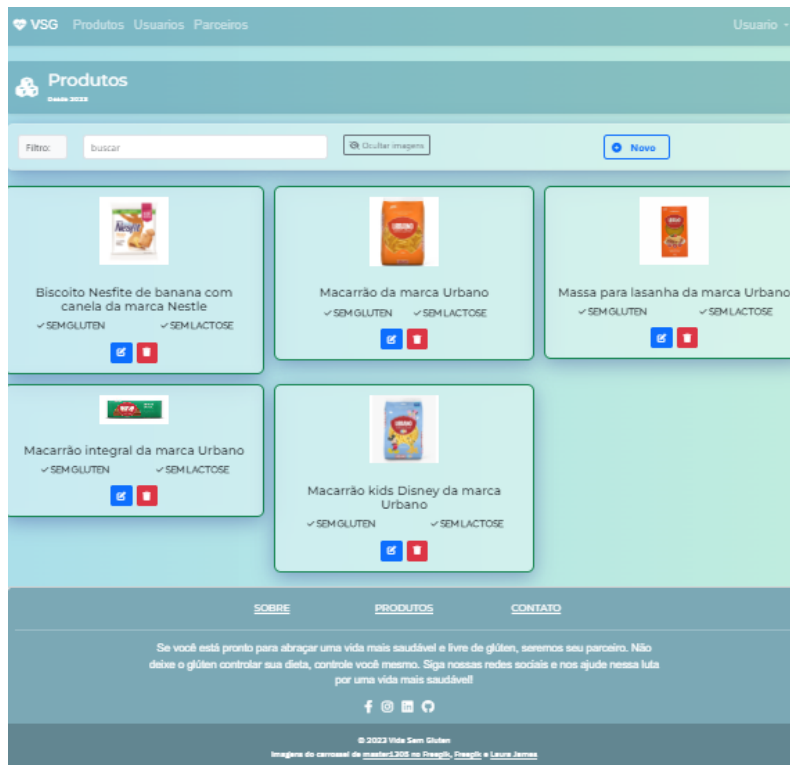 VSG Produtos Usuarios Parceiros Usuario
Produtos
Desde 2023
Filtro: buscar Ocultar imagens Novo
Biscoito Nesfite de banana com
canela da marca Nestle
SEM GLUTEN SEM LACTOSE
Macarrão da marca Urbano
SEM GLUTEN SEM LACTOSE
Massa para lasanha da marca Urbano
SEM GLUTEN SEM LACTOSE
Macarrão integral da marca Urbano
SEM GLUTEN SEM LACTOSE
Macarrão kids Disney da marca
Urbano
SEM GLUTEN SEM LACTOSE
SOBRE PRODUTOS CONTATO
Se você está pronto para abraçar uma vida mais saudável e livre de glúten, seremos seu parceiro. Não
deixe o glúten controlar sua dieta, controle você mesmo. Siga nossas redes sociais e nos ajude nessa luta
por uma vida mais saudável!
© 2023 Vida Sem Gluten
Imagens do carrossel de master1305 no Freepik, Freepik e Laura James